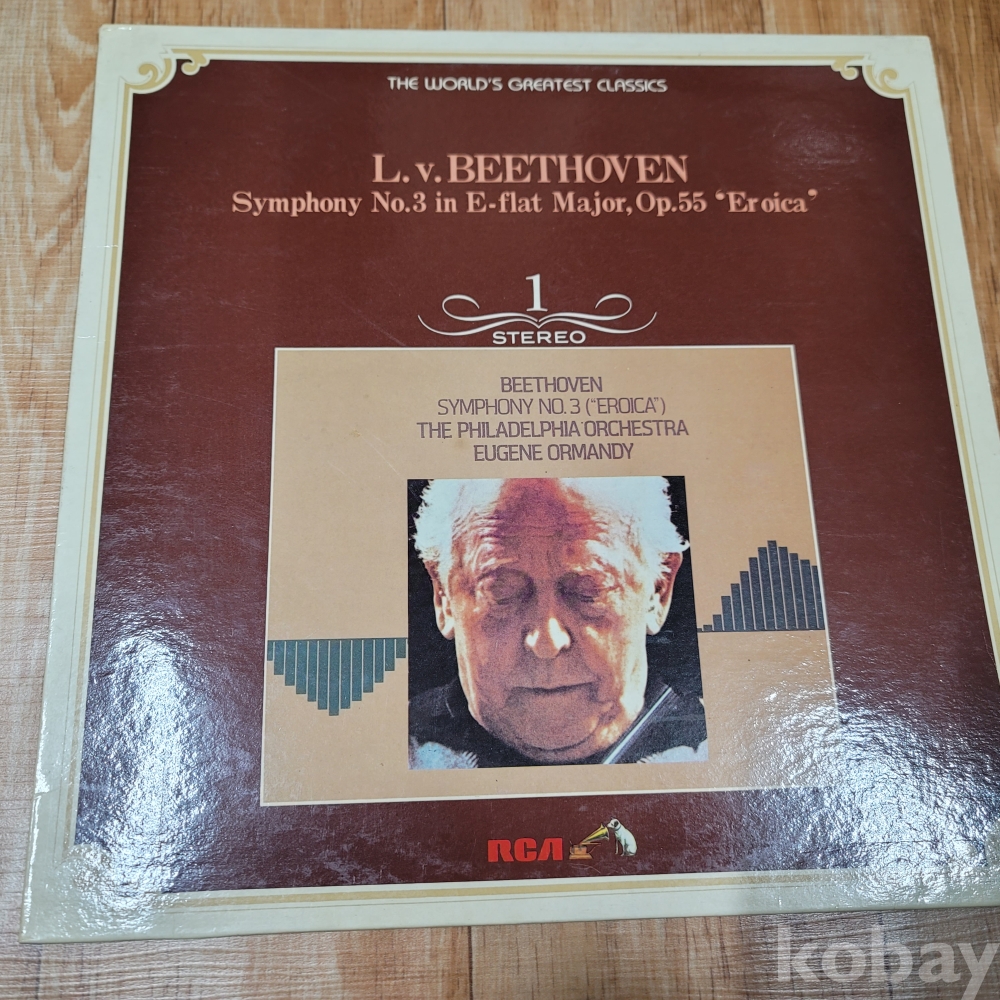 THE WORLD'S GREATEST CLASSICS
L. v. BEETHOVEN
Symphony No.3 in E-flat Major, Op.55 ‘Eroica’
1
STEREO
BEETHOVEN
SYMPHONY NO. 3 ("EROICA")
THE PHILADELPHIA ORCHESTRA
EUGENE ORMANDY
RCA
kobay